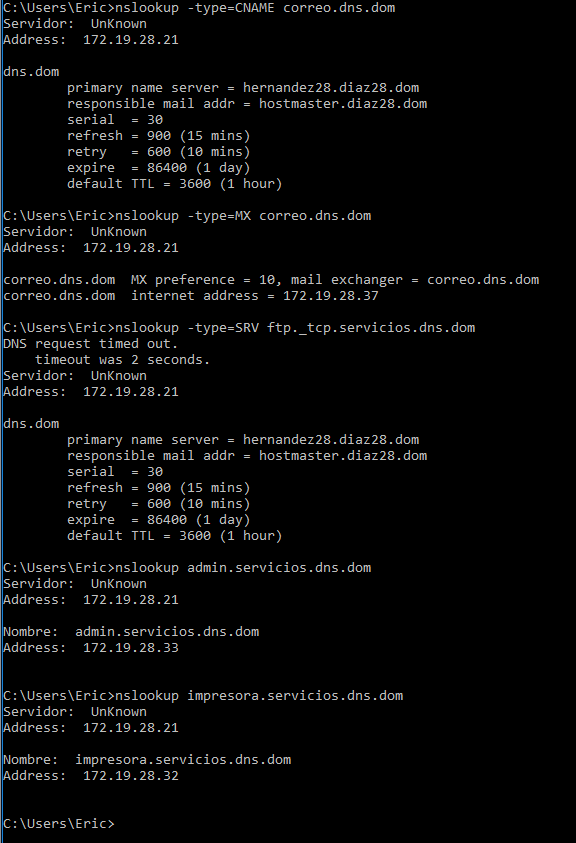 C:\Users\Eric>nslookup -type=CNAME correo.dns.dom
Servidor:  UnKnown
Address:  172.19.28.21

dns.dom
        primary name server = hernandez28.diaz28.dom
        responsible mail addr = hostmaster.diaz28.dom
        serial  = 30
        refresh = 900 (15 mins)
        retry   = 600 (10 mins)
        expire  = 86400 (1 day)
        default TTL = 3600 (1 hour)

C:\Users\Eric>nslookup -type=MX correo.dns.dom
Servidor:  UnKnown
Address:  172.19.28.21

correo.dns.dom  MX preference = 10, mail exchanger = correo.dns.dom
correo.dns.dom  internet address = 172.19.28.37

C:\Users\Eric>nslookup -type=SRV ftp._tcp.servicios.dns.dom
DNS request timed out.
    timeout was 2 seconds.
Servidor:  UnKnown
Address:  172.19.28.21

dns.dom
        primary name server = hernandez28.diaz28.dom
        responsible mail addr = hostmaster.diaz28.dom
        serial  = 30
        refresh = 900 (15 mins)
        retry   = 600 (10 mins)
        expire  = 86400 (1 day)
        default TTL = 3600 (1 hour)

C:\Users\Eric>nslookup admin.servicios.dns.dom
Servidor:  UnKnown
Address:  172.19.28.21

Nombre:  admin.servicios.dns.dom
Address:  172.19.28.33


C:\Users\Eric>nslookup impresora.servicios.dns.dom
Servidor:  UnKnown
Address:  172.19.28.21

Nombre:  impresora.servicios.dns.dom
Address:  172.19.28.32


C:\Users\Eric>